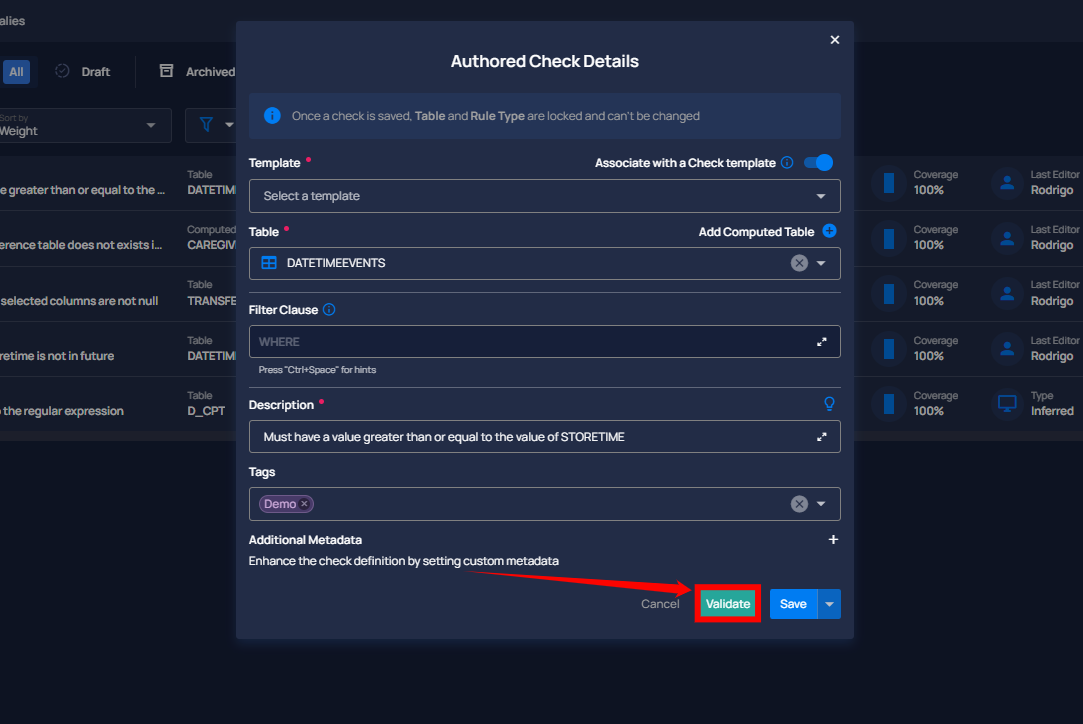 alies
All
Draft
Archived
Sort by
Weight
Table
e greater than or equal to the ...
DATETIM
Coverage
100%
Last Editor
Rodrigo
Computed
erence table does not exists i...
CAREGIV
Coverage
100%
Last Editor
Rodrigo
Table
selected columns are not null
TRANSFE
Coverage
100%
Last Editor
Rodrigo
Table
retime is not in future
DATETIM
Coverage
100%
Last Editor
Rodrigo
Table
the regular expression
D_CPT
Coverage
100%
Type
Inferred
Authored Check Details
Once a check is saved, Table and Rule Type are locked and can't be changed
Template •
Associate with a Check template
Select a template
Table •
Add Computed Table
DATETIMEEVENTS
Filter Clause
WHERE
Press "Ctrl+Space" for hints
Description •
Must have a value greater than or equal to the value of STORETIME
Tags
Demo
Additional Metadata
Enhance the check definition by setting custom metadata
Cancel
Validate
Save